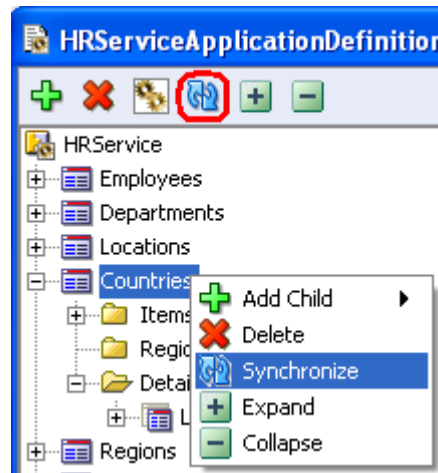 HRServiceApplicationDefinition
HRService
Employees
Departments
Locations
Countries
Add Child
Items
Delete
Synchronize
Expand
Collapse
Regions